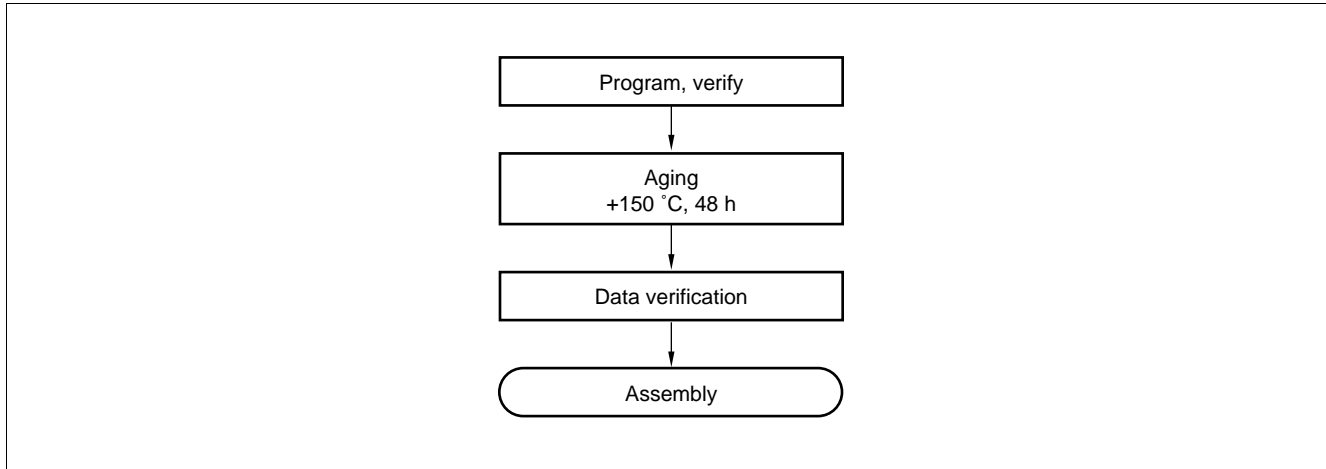 Program, verify
Aging
+150 ˚C, 48 h
Data verification
Assembly